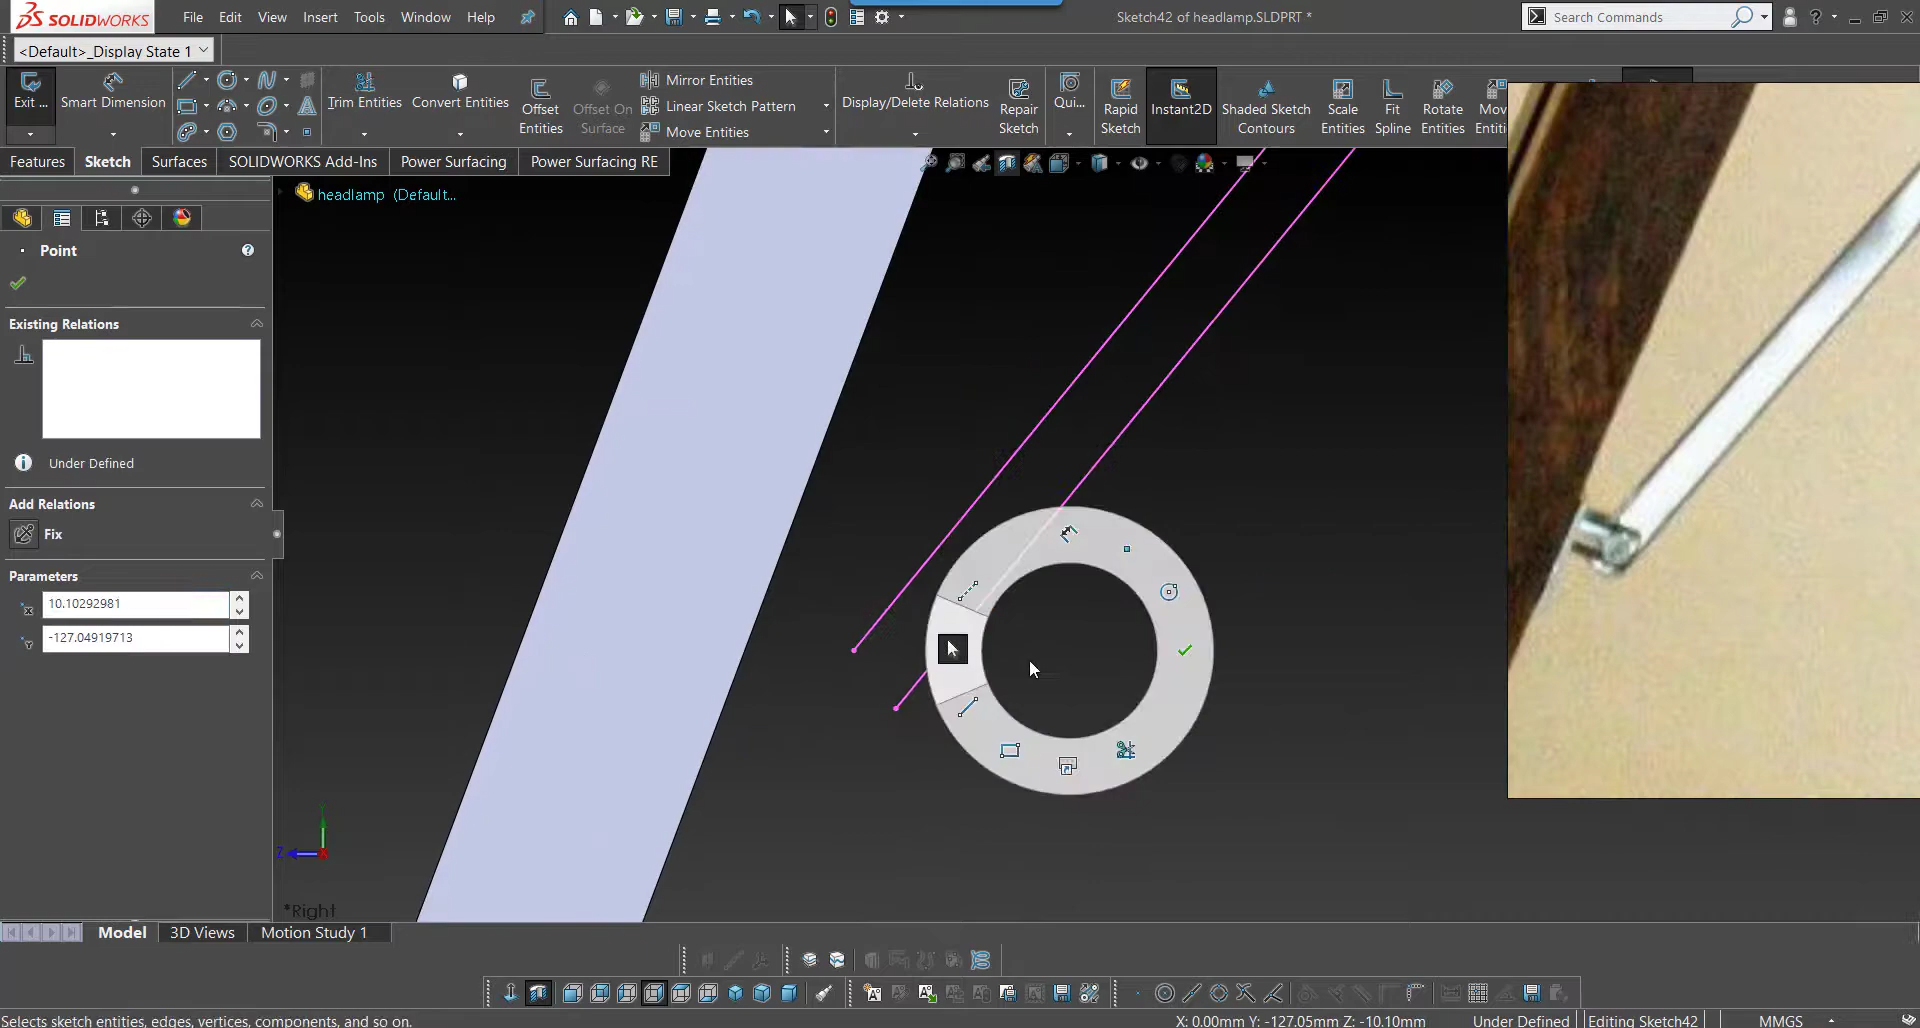 SOLIDWORKS
File Edit View Insert Tools Window Help
Sketch42 of headlamp.SLDPRT *
Search Commands
<Default>_Display State 1
Exit ...
Smart Dimension
Trim Entities
Convert Entities
Offset Entities
Offset On Surface
Mirror Entities
Linear Sketch Pattern
Move Entities
Display/Delete Relations
Repair Sketch
Qui...
Rapid Sketch
Instant2D
Shaded Sketch Contours
Scale Entities
Fit Spline
Rotate Entities
Mov
Entiti
Features Sketch Surfaces SOLIDWORKS Add-Ins Power Surfacing Power Surfacing RE
headlamp (Default...
Point
Existing Relations
Under Defined
Add Relations
Fix
Parameters
10.10292981
-127.04919713
Z
*Right
Model 3D Views Motion Study 1
Selects sketch entities, edges, vertices, components, and so on.
X: 0.00mm Y: -127.05mm Z: -10.10mm Under Defined Editing Sketch42 MMGS